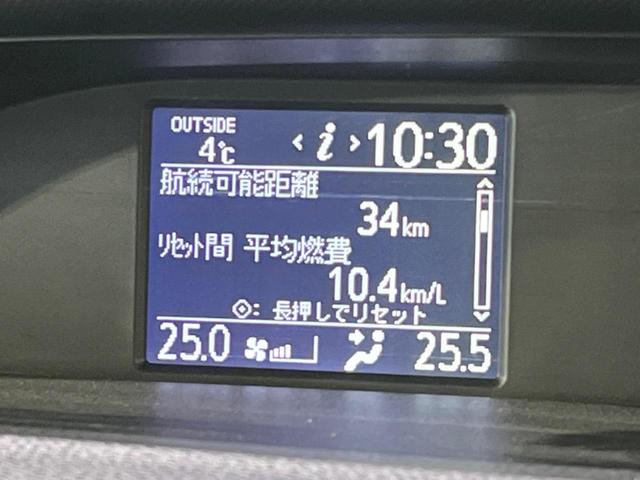 OUTSIDE
4℃
< i > 10:30
航続可能距離
34km
リセット間 平均燃費
10.4km/L
: 長押しでリセット
25.0 25.5